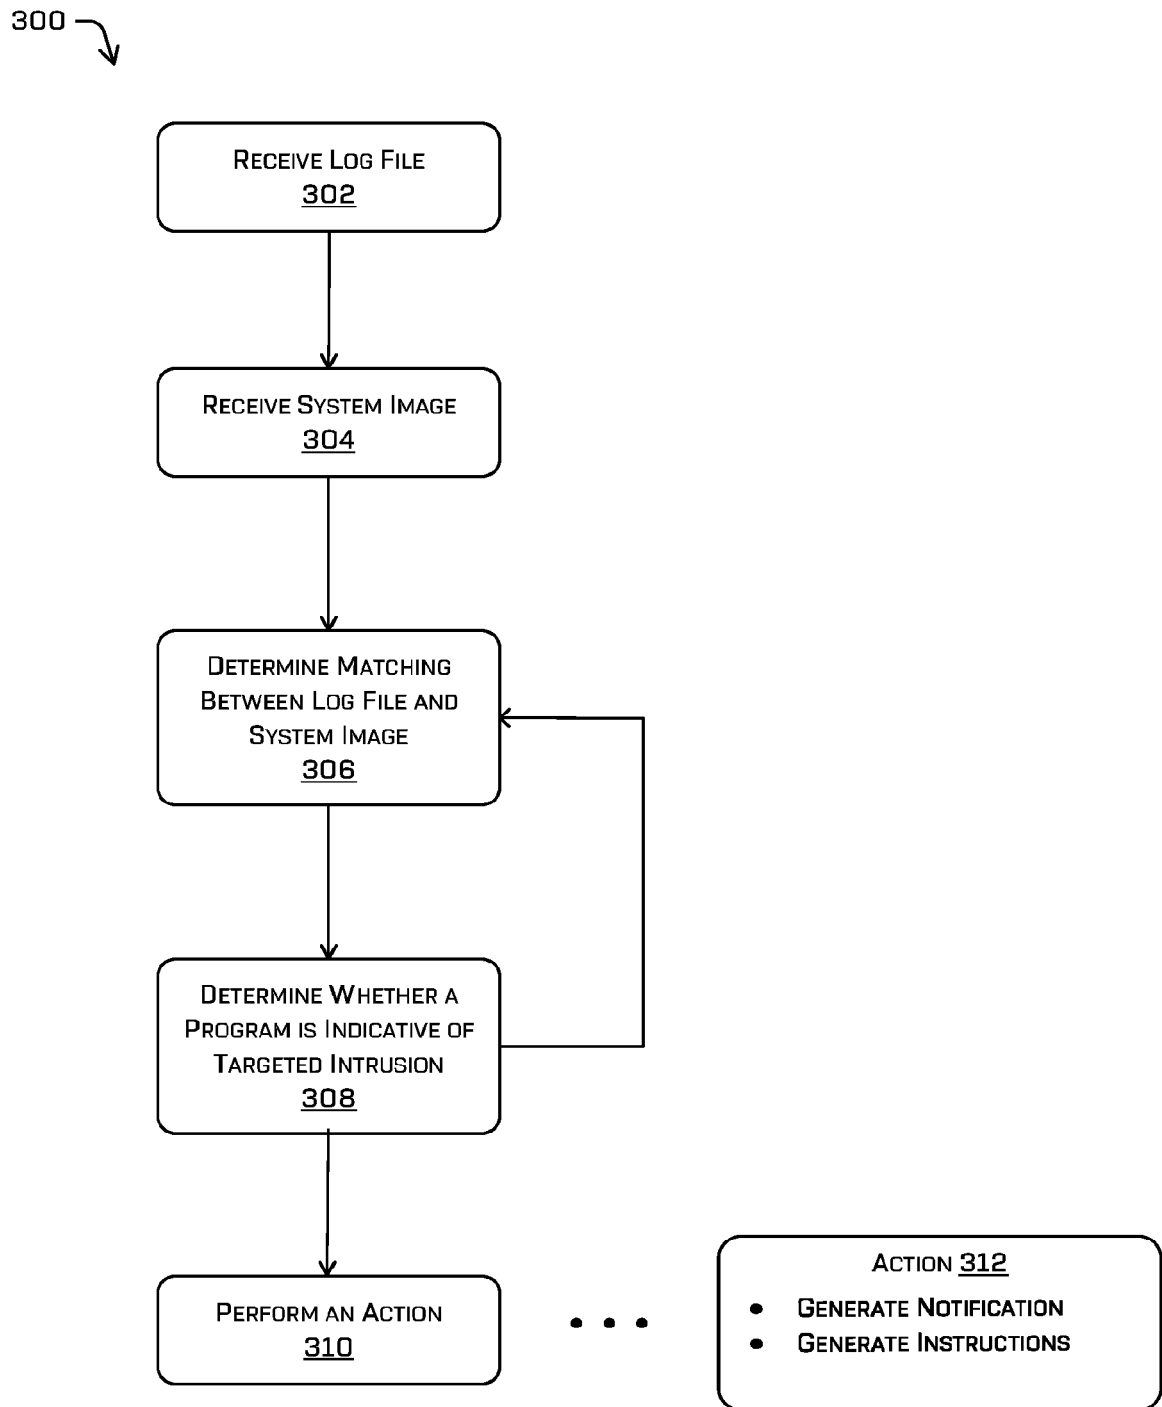 300
Receive Log File
302
Receive System Image
304
Determine Matching
Between Log File and
System Image
306
Determine Whether a
Program is Indicative of
Targeted Intrusion
308
Perform an Action
310
Action 312
• Generate Notification
• Generate Instructions